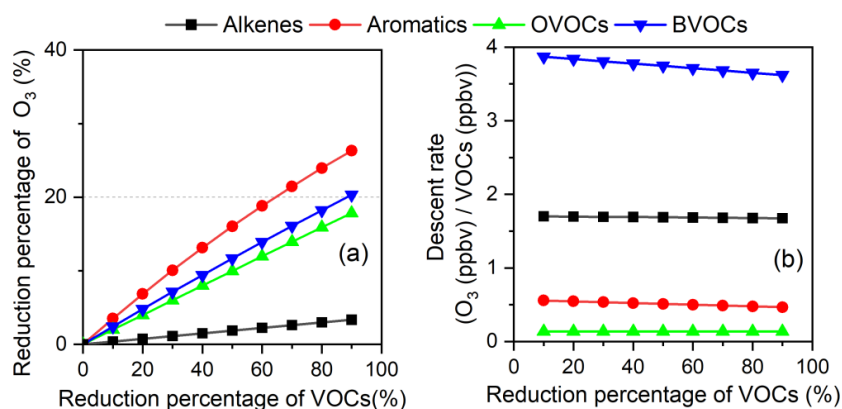 Alkenes Aromatics OVOCs BVOCs
Reduction percentage of O₃ (%)
40
20
0
0 20 40 60 80 100
(a)
Reduction percentage of VOCs(%)
Descent rate
(O₃ (ppbv) / VOCs (ppbv))
4
3
2
1
0
0 20 40 60 80 100
(b)
Reduction percentage of VOCs (%)